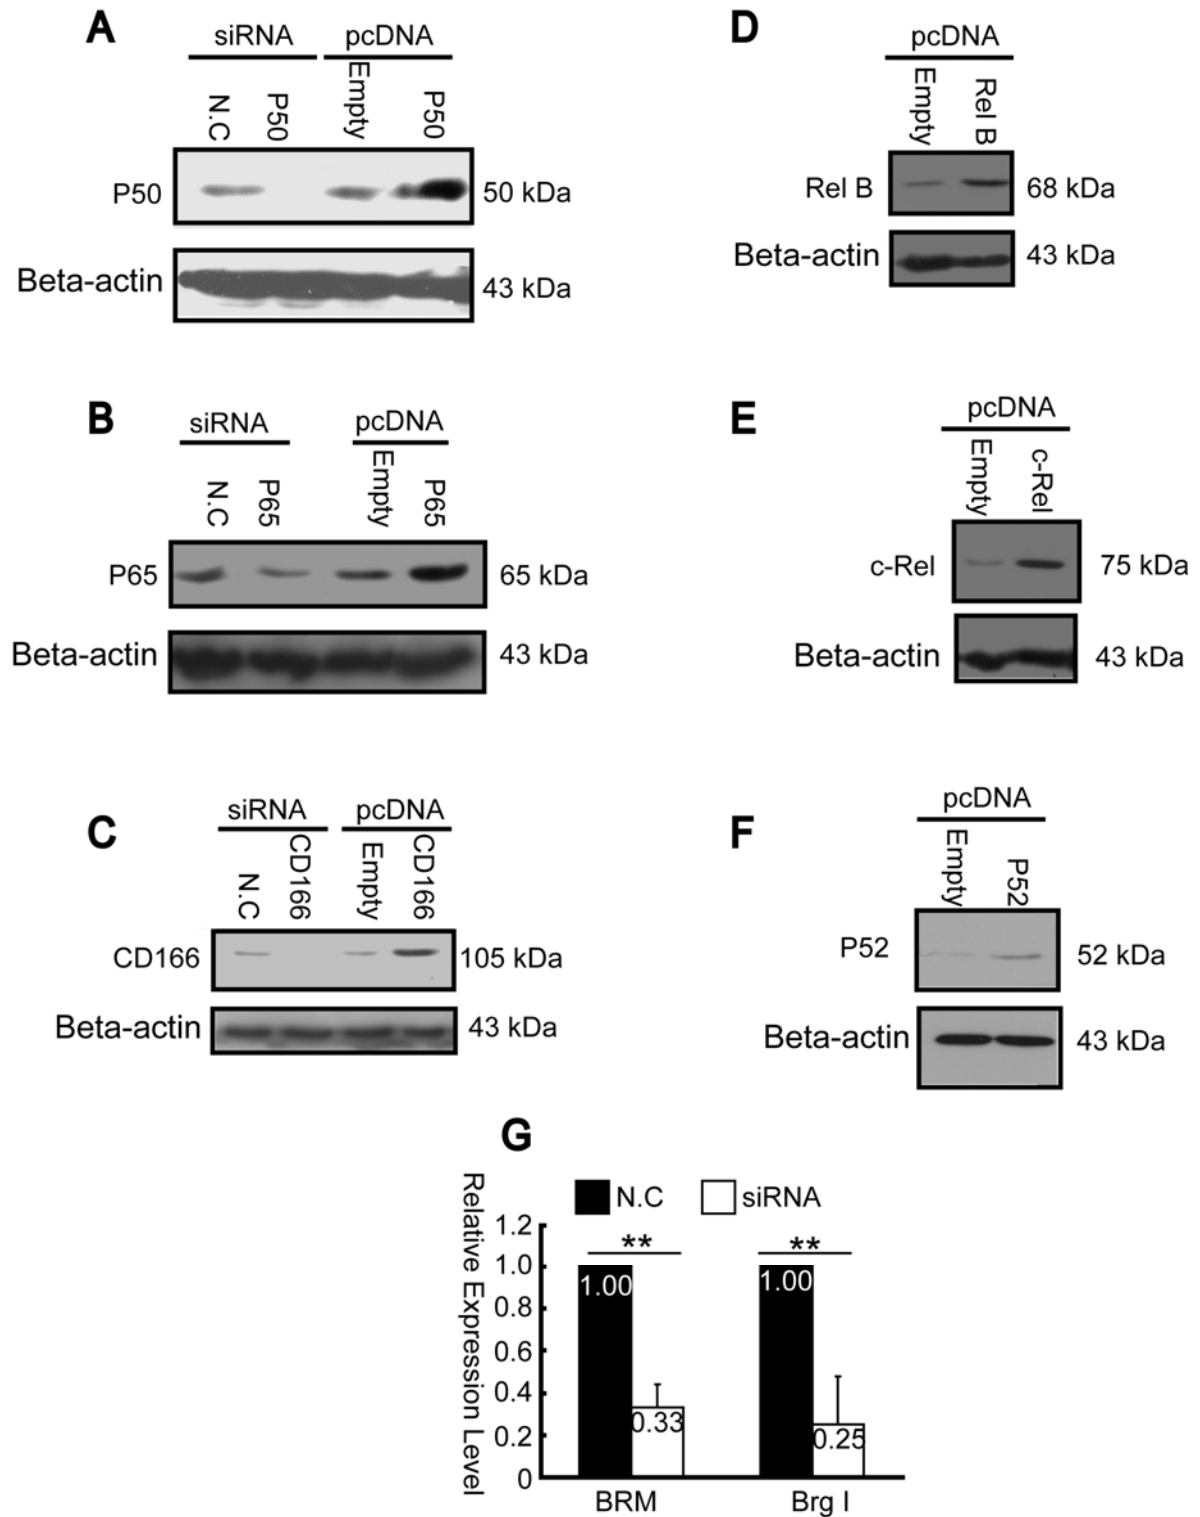 A
siRNA pcDNA
N.C P50 Empty P50
P50 50 kDa
Beta-actin 43 kDa
B
siRNA pcDNA
N.C P65 Empty P65
P65 65 kDa
Beta-actin 43 kDa
C
siRNA pcDNA
N.C CD166 Empty CD166
CD166 105 kDa
Beta-actin 43 kDa
D
pcDNA
Empty Rel B
Rel B 68 kDa
Beta-actin 43 kDa
E
pcDNA
Empty c-Rel
c-Rel 75 kDa
Beta-actin 43 kDa
F
pcDNA
Empty P52
P52 52 kDa
Beta-actin 43 kDa
G
N.C siRNA
Relative Expression Level
1.2
1.0
0.8
0.6
0.4
0.2
0
** **
1.00 1.00
0.33 0.25
BRM Brg I